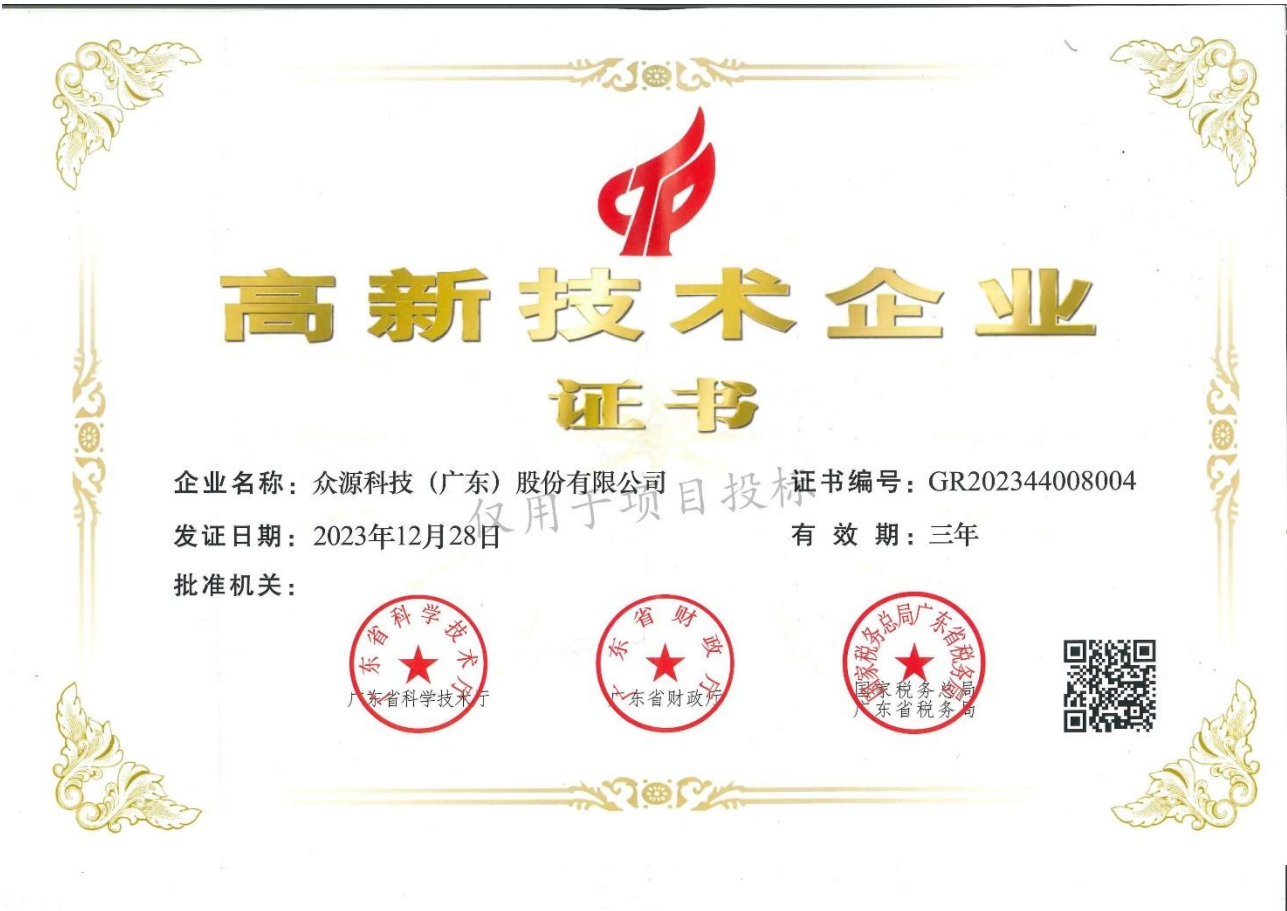 高新技术企业
证书
企业名称：众源科技（广东）股份有限公司 证书编号：GR202344008004
仅用于项目投标
发证日期：2023年12月28日 有效期：三年
批准机关：
广东省科学技术厅
广东省科学技术厅
广东省财政厅
广东省财政厅
国家税务总局广东省税务局
国家税务总局
广东省税务局